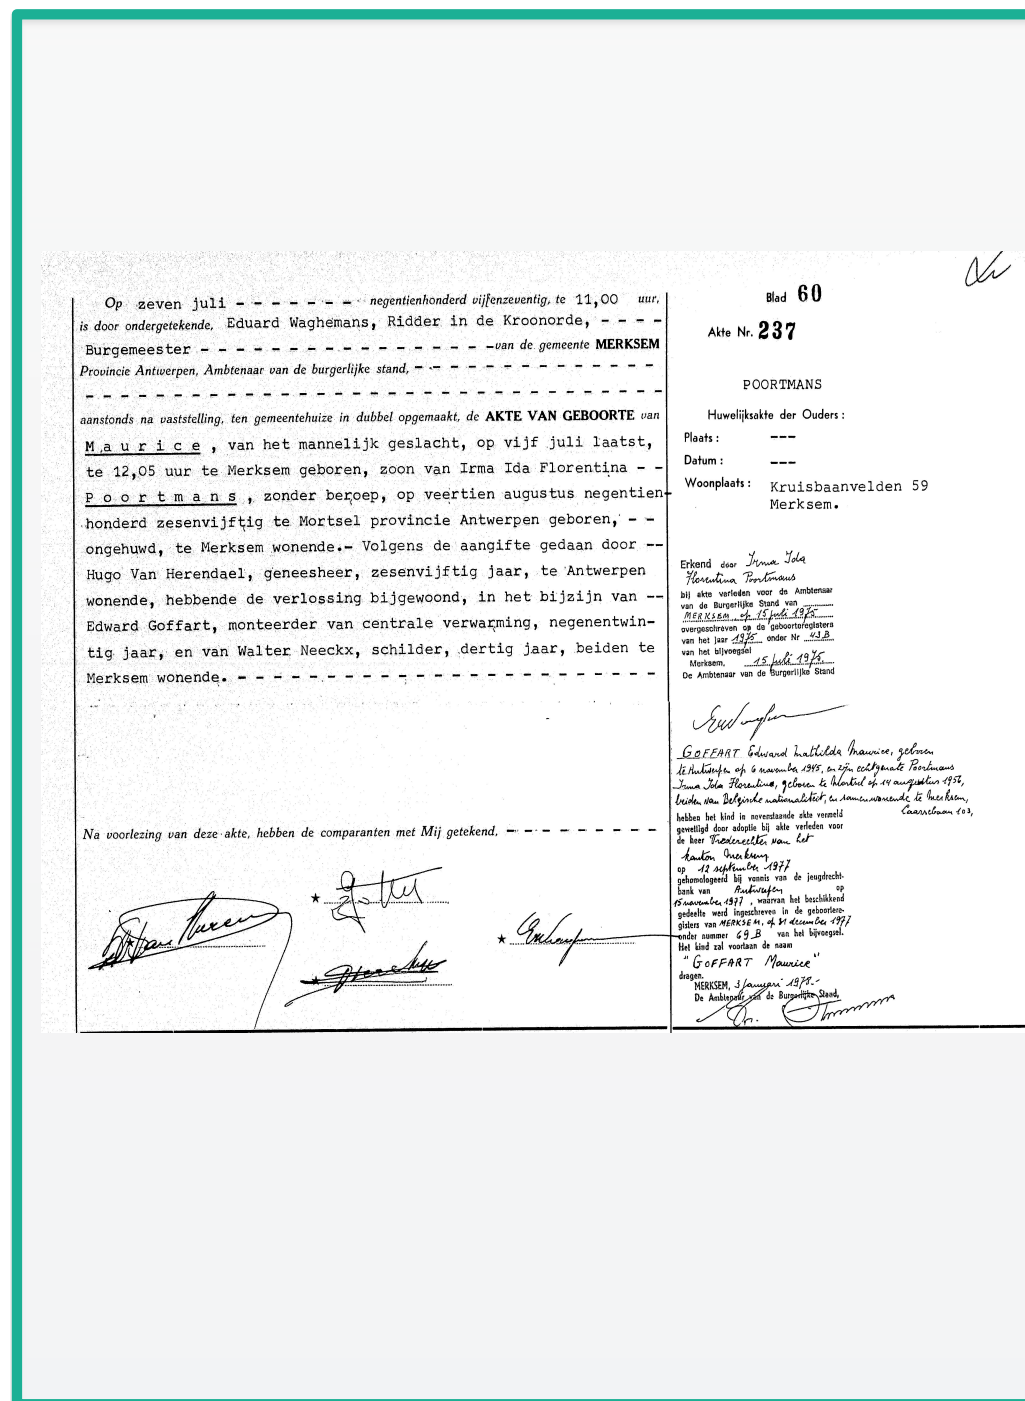 Op zeven juli - - - - - - - negentienhonderd vijfenzeventig, te 11,00 uur,
is door ondergetekende, Eduard Waghemans, Ridder in de Kroonorde, - - - -
Burgemeester - - - - - - - - - - - - - - - - van de gemeente MERKSEM
Provincie Antwerpen, Ambtenaar van de burgerlijke stand, - - - - - - - - - - - - - -
- - - - - - - - - - - - - - - - - - - - - - - - - - - - - - - - -
aanstonds na vaststelling, ten gemeentehuize in dubbel opgemaakt, de AKTE VAN GEBOORTE van
M a u r i c e , van het mannelijk geslacht, op vijf juli laatst,
te 12,05 uur te Merksem geboren, zoon van Irma Ida Florentina - -
P o o r t m a n s , zonder beroep, op veertien augustus negentien-
honderd zesenvijftig te Mortsel provincie Antwerpen geboren, - -
ongehuwd, te Merksem wonende.- Volgens de aangifte gedaan door --
Hugo Van Herendael, geneesheer, zesenvijftig jaar, te Antwerpen
wonende, hebbende de verlossing bijgewoond, in het bijzijn van --
Edward Goffart, monteerder van centrale verwarming, negenentwin-
tig jaar, en van Walter Neeckx, schilder, dertig jaar, beiden te
Merksem wonende. - - - - - - - - - - - - - - - - - - - - - - -
Na voorlezing van deze akte, hebben de comparanten met Mij getekend, - - - - - - - - -
Blad 60
Akte Nr. 237
POORTMANS
Huwelijksakte der Ouders :
Plaats : ---
Datum : ---
Woonplaats : Kruisbaanvelden 59
Merksem.
Erkend door Irma Ida
Florentina Poortmans
bij akte verleden voor de Ambtenaar
van de Burgerlijke Stand van
MERKSEM op 15 juli 1975
overgeschreven op de geboorteregisters
van het jaar 1975 onder Nr 43B
van het bijvoegsel
Merksem, 15 juli 1975
De Ambtenaar van de Burgerlijke Stand
GOFFART Edward Mathilda Maurice, geboren
te Antwerpen op 6 november 1945, en zijn echtgenote Poortmans
Irma Ida Florentina, geboren te Mortsel op 14 augustus 1956,
beiden van Belgische nationaliteit, en samenwonende te Merksem,
103,
hebben het kind in nevenstaande akte vermeld
gewettigd door adoptie bij akte verleden voor
de heer Vrederechter van het
kanton Merksem
op 12 september 1977
gehomologeerd bij vonnis van de jeugdrecht-
bank van Antwerpen op
15 november 1977, waarvan het beschikkend
gedeelte werd ingeschreven in de geboortere-
gisters van MERKSEM, op 31 december 1977
onder nummer 69B van het bijvoegsel.
Het kind zal voortaan de naam
"GOFFART Maurice"
dragen.
MERKSEM, 3 januari 1978.-
De Ambtenaar van de Burgerlijke Stand,